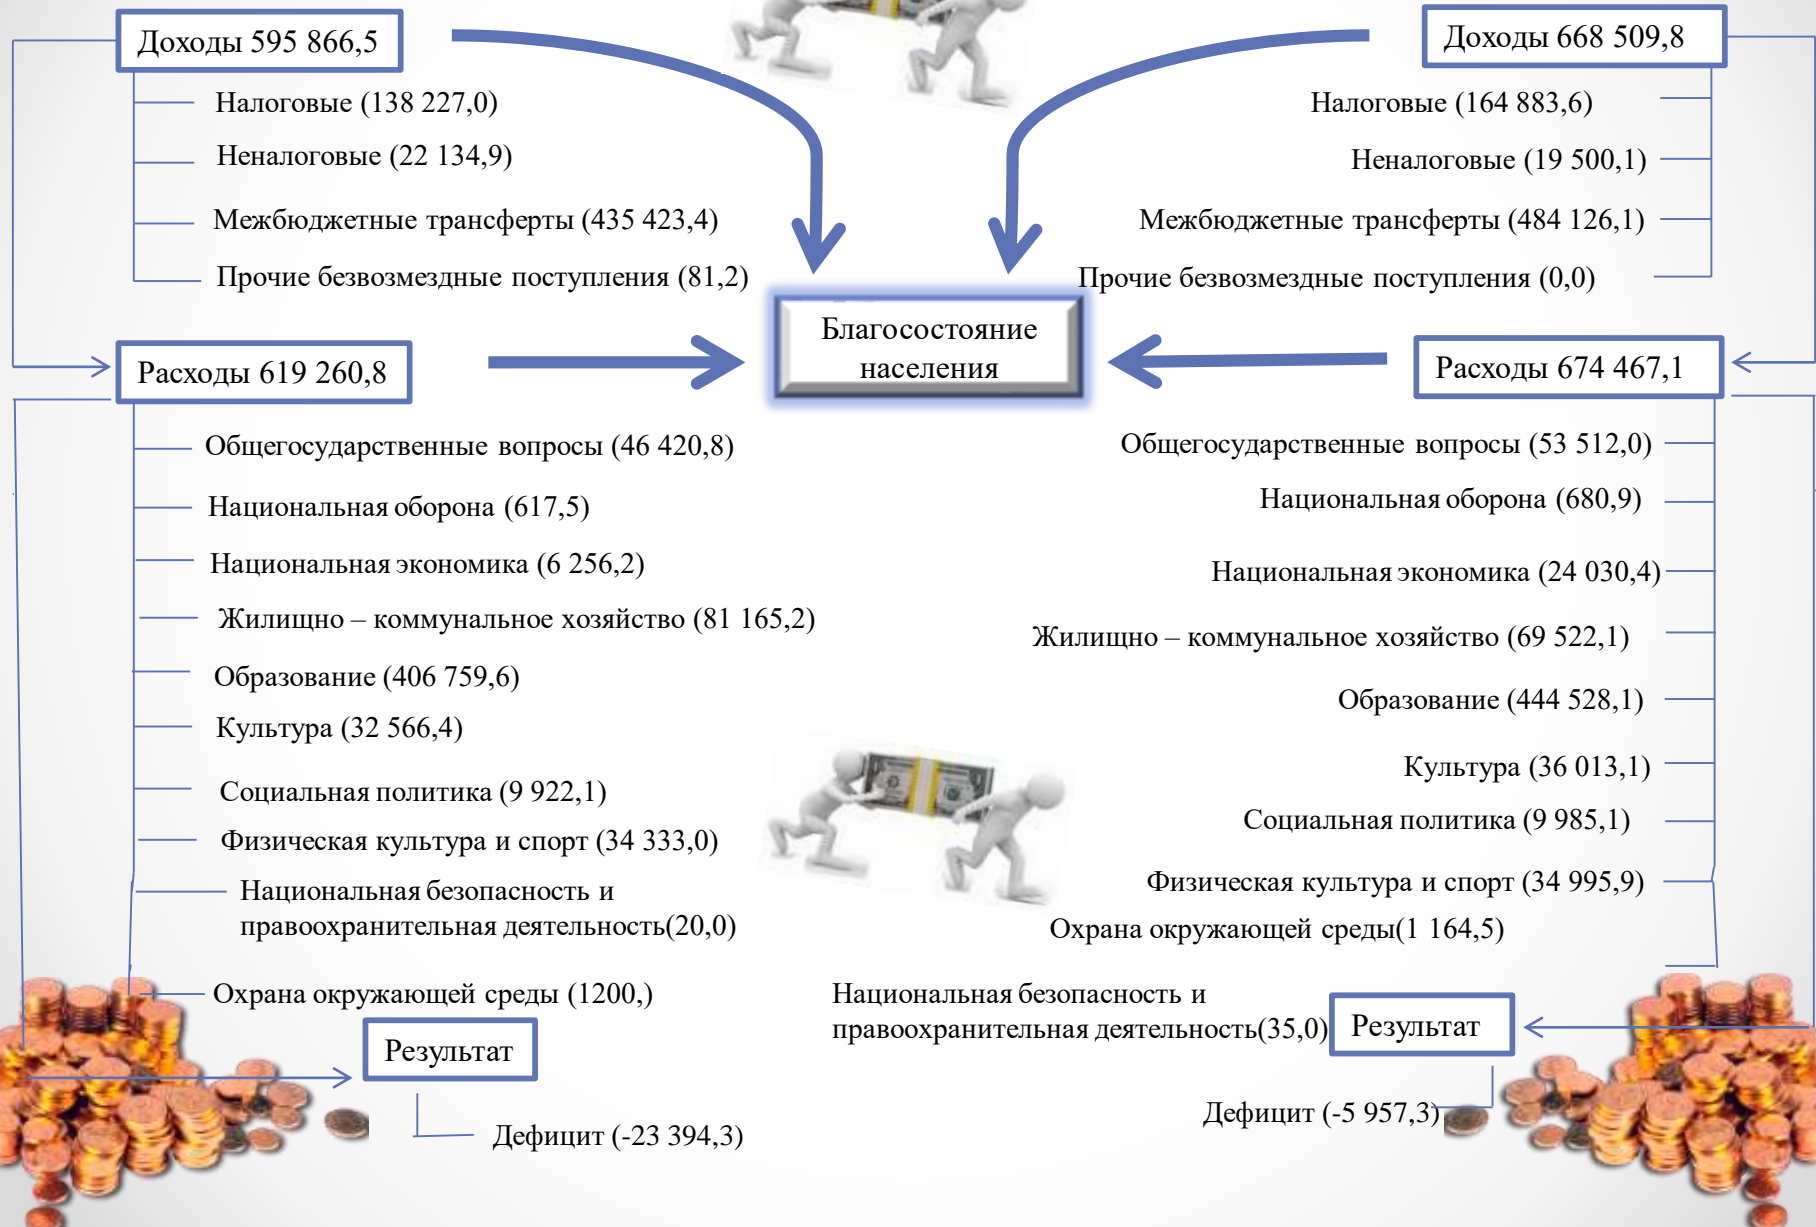 Доходы 595 866,5
Налоговые (138 227,0)
Неналоговые (22 134,9)
Межбюджетные трансферты (435 423,4)
Прочие безвозмездные поступления (81,2)
Расходы 619 260,8
Общегосударственные вопросы (46 420,8)
Национальная оборона (617,5)
Национальная экономика (6 256,2)
Жилищно – коммунальное хозяйство (81 165,2)
Образование (406 759,6)
Культура (32 566,4)
Социальная политика (9 922,1)
Физическая культура и спорт (34 333,0)
Национальная безопасность и
правоохранительная деятельность(20,0)
Охрана окружающей среды (1200,)
Результат
Дефицит (-23 394,3)
Благосостояние
населения
Доходы 668 509,8
Налоговые (164 883,6)
Неналоговые (19 500,1)
Межбюджетные трансферты (484 126,1)
Прочие безвозмездные поступления (0,0)
Расходы 674 467,1
Общегосударственные вопросы (53 512,0)
Национальная оборона (680,9)
Национальная экономика (24 030,4)
Жилищно – коммунальное хозяйство (69 522,1)
Образование (444 528,1)
Культура (36 013,1)
Социальная политика (9 985,1)
Физическая культура и спорт (34 995,9)
Охрана окружающей среды(1 164,5)
Национальная безопасность и
правоохранительная деятельность(35,0)
Результат
Дефицит (-5 957,3)